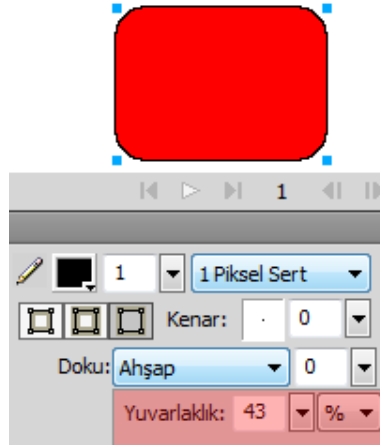 1
1 1 Piksel Sert
Kenar: 0
Doku: Ahşap 0
Yuvarlaklık: 43 %